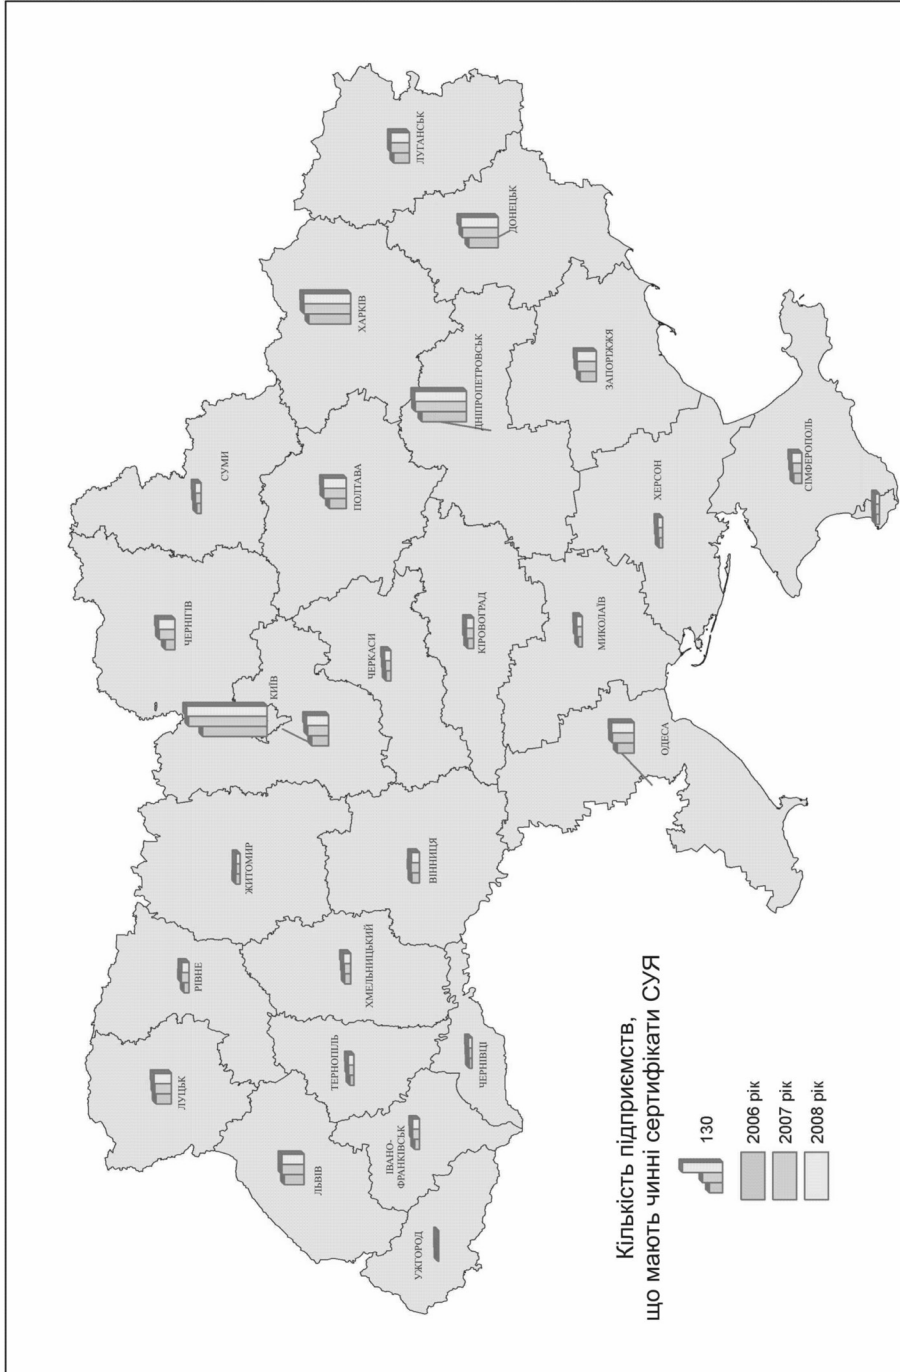 ЛУЦЬК
РІВНЕ
ЖИТОМИР
КИЇВ
ЧЕРНІГІВ
СУМИ
ЛЬВІВ
ТЕРНОПІЛЬ
ХМЕЛЬНИЦЬКИЙ
ВІННИЦЯ
ЧЕРКАСИ
ПОЛТАВА
ХАРКІВ
ЛУГАНСЬК
УЖГОРОД
ІВАНО-
ФРАНКІВСЬК
ЧЕРНІВЦІ
КІРОВОГРАД
ДНІПРОПЕТРОВСЬК
ДОНЕЦЬК
ОДЕСА
МИКОЛАЇВ
ХЕРСОН
ЗАПОРІЖЖЯ
СІМФЕРОПОЛЬ
Кількість підприємств,
що мають чинні сертифікати СУЯ
130
2006 рік
2007 рік
2008 рік